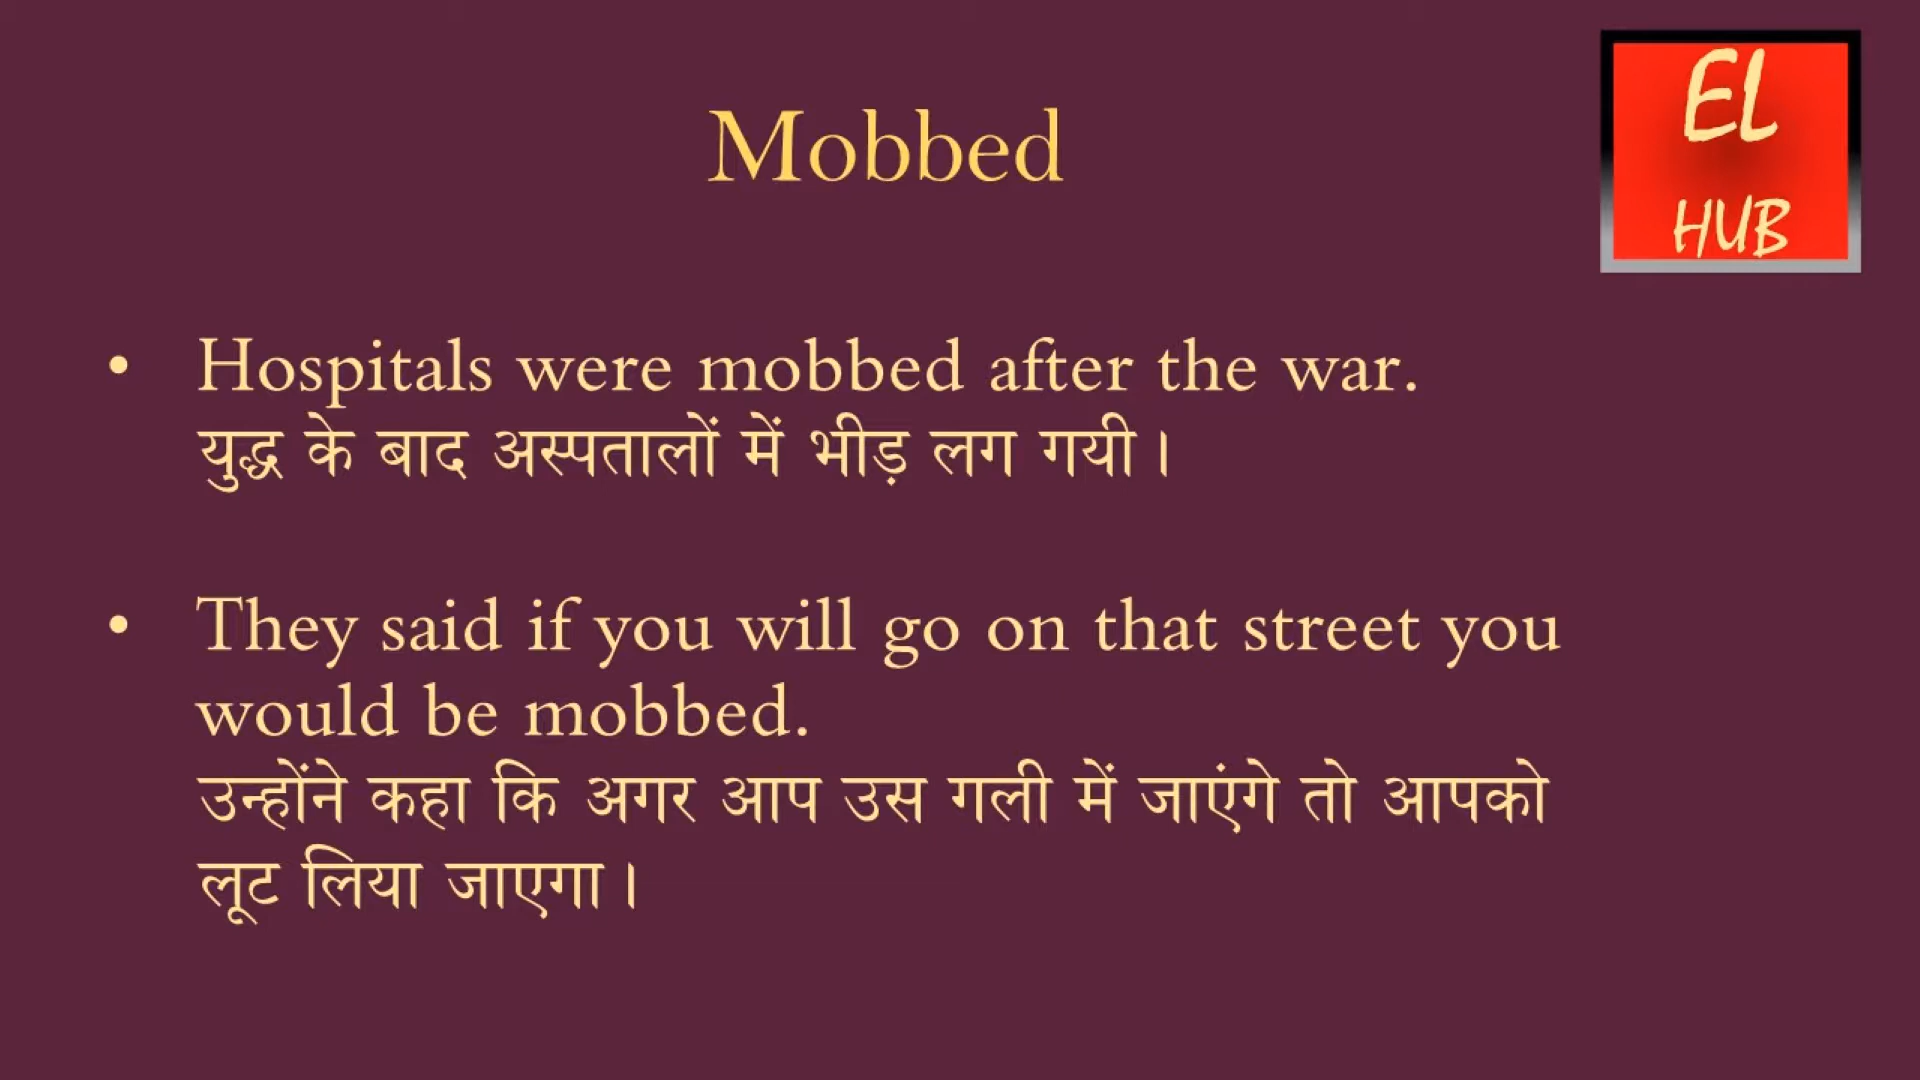 Mobbed
EL
HUB
• Hospitals were mobbed after the war.
युद्ध के बाद अस्पतालों में भीड़ लग गयी।
• They said if you will go on that street you
would be mobbed.
उन्होंने कहा कि अगर आप उस गली में जाएंगे तो आपको
लूट लिया जाएगा।